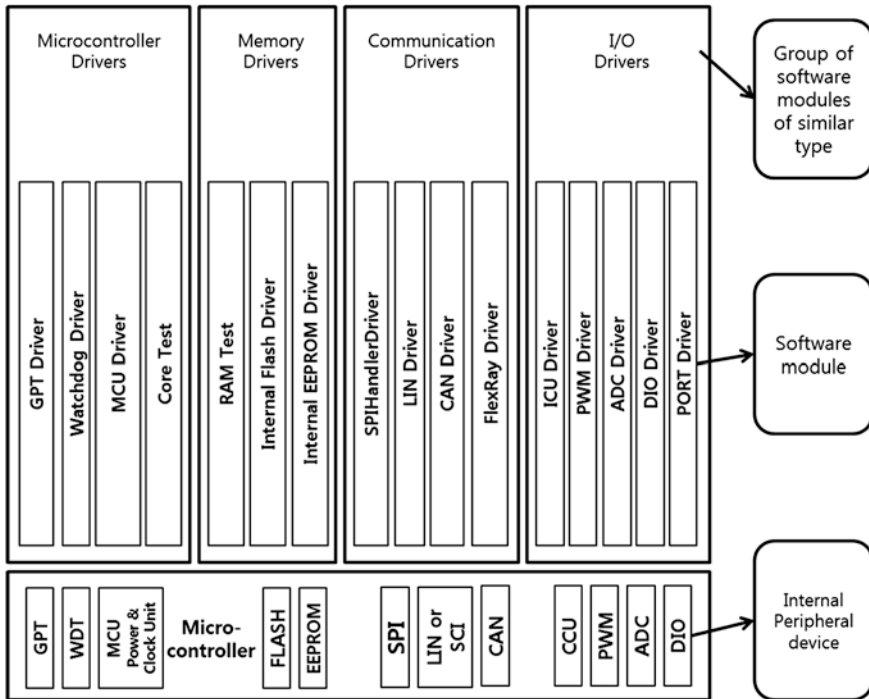 Microcontroller
Drivers
Memory
Drivers
Communication
Drivers
I/O
Drivers
Group of
software
modules
of similar
type
GPT Driver
Watchdog Driver
MCU Driver
Core Test
RAM Test
Internal Flash Driver
Internal EEPROM Driver
SPIHandlerDriver
LIN Driver
CAN Driver
FlexRay Driver
ICU Driver
PWM Driver
ADC Driver
DIO Driver
PORT Driver
Software
module
GPT
WDT
MCU
Power &
Clock Unit
Micro-
controller
FLASH
EEPROM
SPI
LIN or
SCI
CAN
CCU
PWM
ADC
DIO
Internal
Peripheral
device